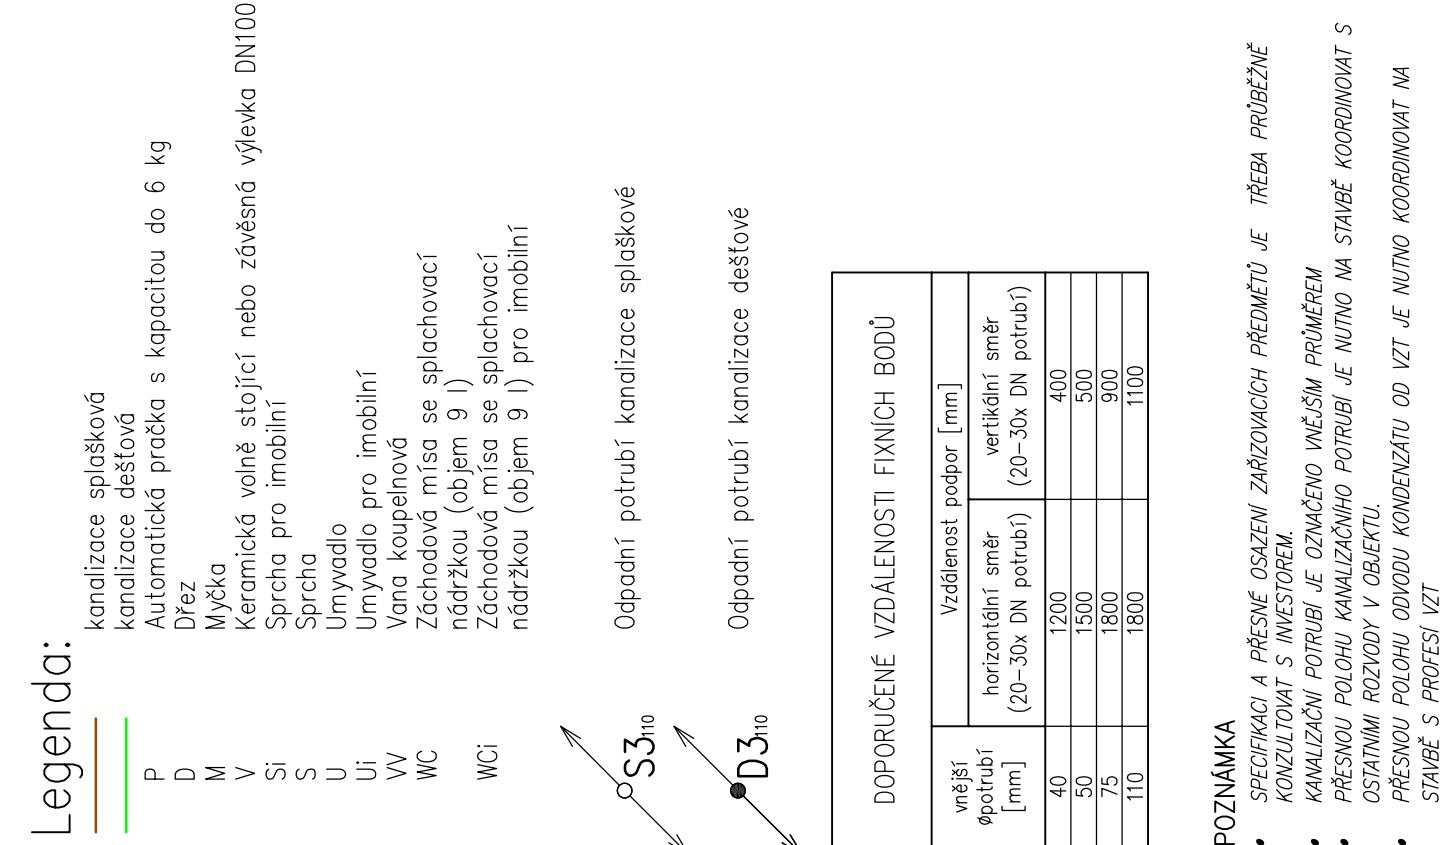 Legenda:
kanalizace splašková
kanalizace dešťová
P Automatická pračka s kapacitou do 6 kg
D Dřez
M Myčka
V Keramická volně stojící nebo závěsná výlevka DN100
Si Sprcha pro imobilní
S Sprcha
U Umyvadlo
Ui Umyvadlo pro imobilní
VV Vana koupelnová
WC Záchodová mísa se splachovací
nádržkou (objem 9 l)
WCi Záchodová mísa se splachovací
nádržkou (objem 9 l) pro imobilní
S3110 Odpadní potrubí kanalizace splaškové
D3110 Odpadní potrubí kanalizace dešťové
DOPORUČENÉ VZDÁLENOSTI FIXNÍCH BODŮ
vnější
øpotrubí
[mm]
Vzdálenost podpor [mm]
horizontální směr
(20-30x DN potrubí)
vertikální směr
(20-30x DN potrubí)
40 1200 400
50 1500 500
75 1800 900
110 1800 1100
POZNÁMKA
• SPECIFIKACI A PŘESNÉ OSAZENÍ ZAŘIZOVACÍCH PŘEDMĚTŮ JE TŘEBA PRŮBĚŽNĚ
KONZULTOVAT S INVESTOREM.
• KANALIZAČNÍ POTRUBÍ JE OZNAČENO VNĚJŠÍM PRŮMĚREM
• PŘESNOU POLOHU KANALIZAČNÍHO POTRUBÍ JE NUTNO NA STAVBĚ KOORDINOVAT S
OSTATNÍMI ROZVODY V OBJEKTU.
• PŘESNOU POLOHU ODVODU KONDENZÁTU OD VZT JE NUTNO KOORDINOVAT NA
STAVBĚ S PROFESÍ VZT